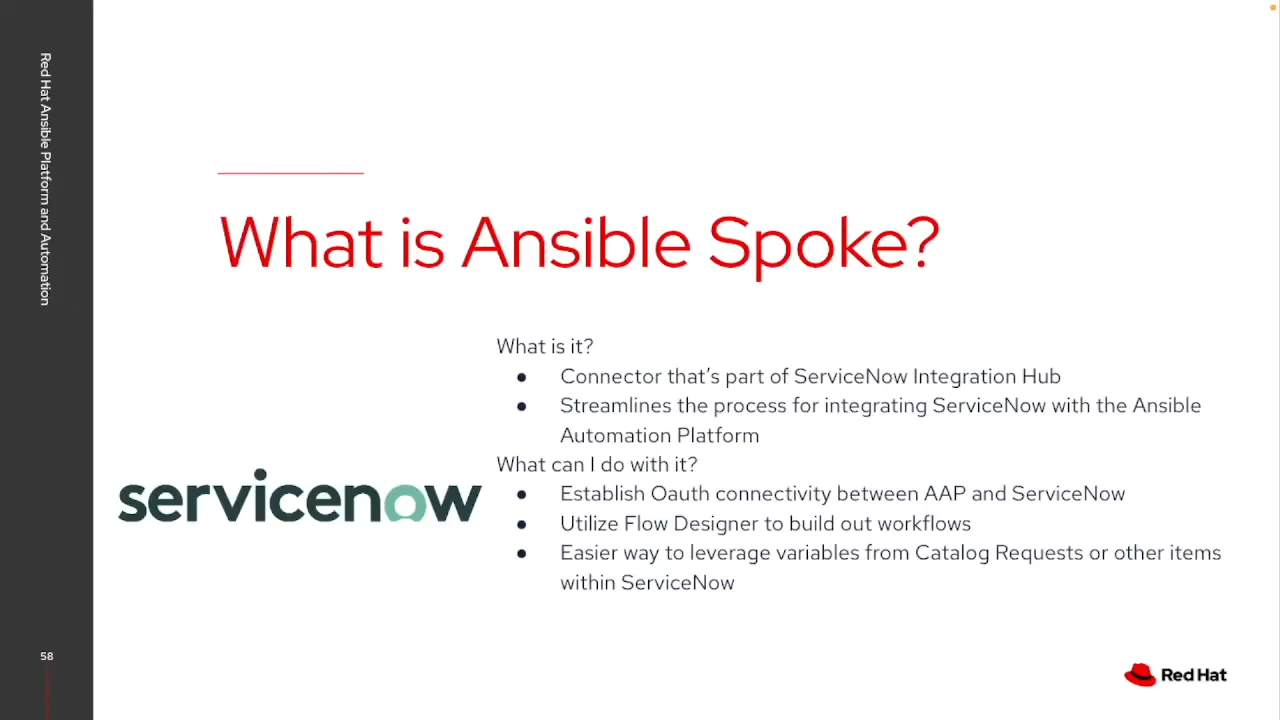 Red Hat Ansible Platform and Automation
What is Ansible Spoke?
What is it?
● Connector that’s part of ServiceNow Integration Hub
● Streamlines the process for integrating ServiceNow with the Ansible
Automation Platform
What can I do with it?
● Establish Oauth connectivity between AAP and ServiceNow
● Utilize Flow Designer to build out workflows
● Easier way to leverage variables from Catalog Requests or other items
within ServiceNow
servicenow
58
Red Hat